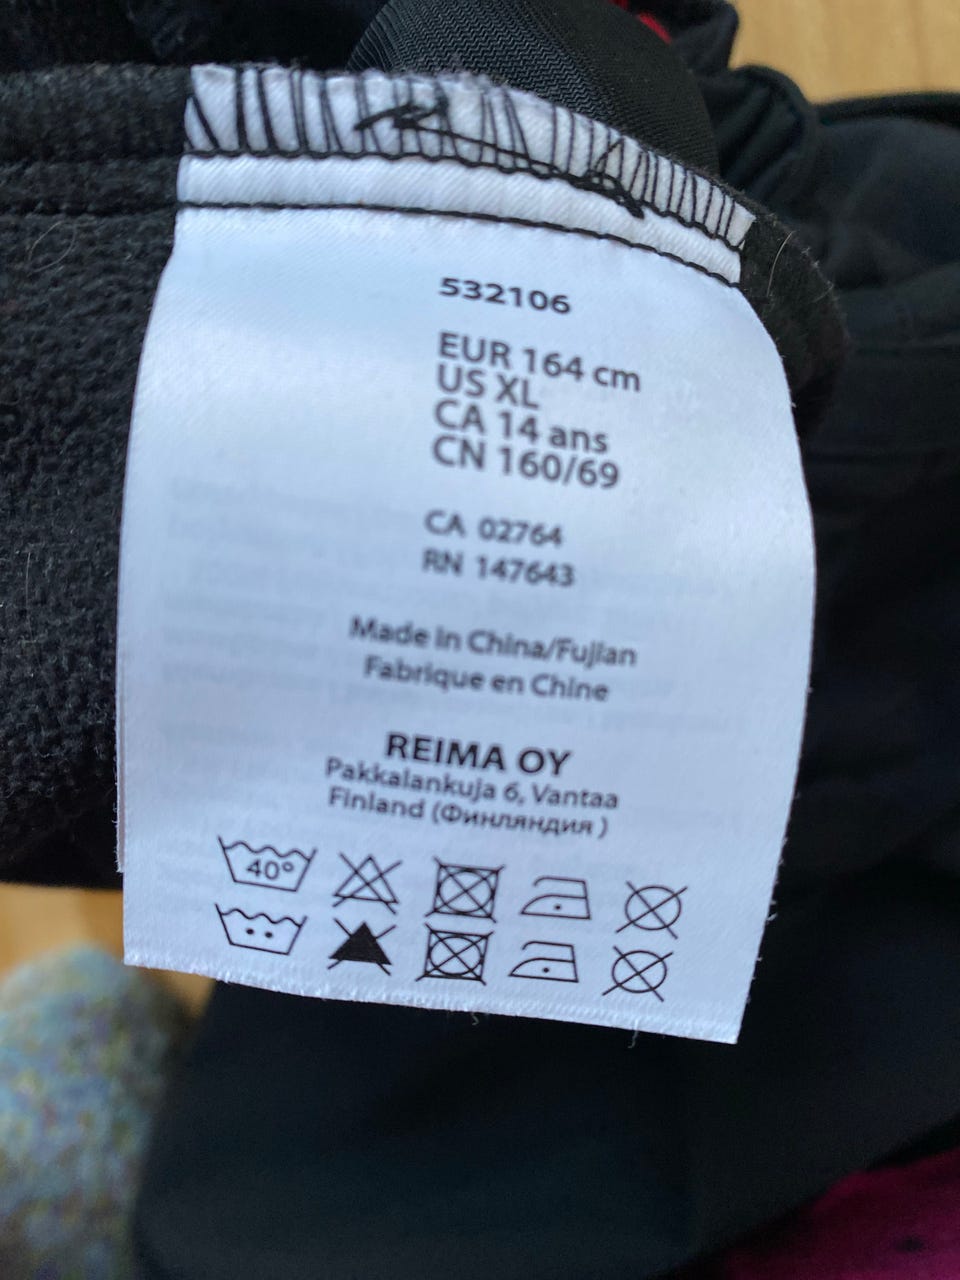 532106
EUR 164 cm
US XL
CA 14 ans
CN 160/69
CA 02764
RN 147643
Made in China/Fujian
Fabrique en Chine
REIMA OY
Pakkalankuja 6, Vantaa
Finland (Финляндия )
40°